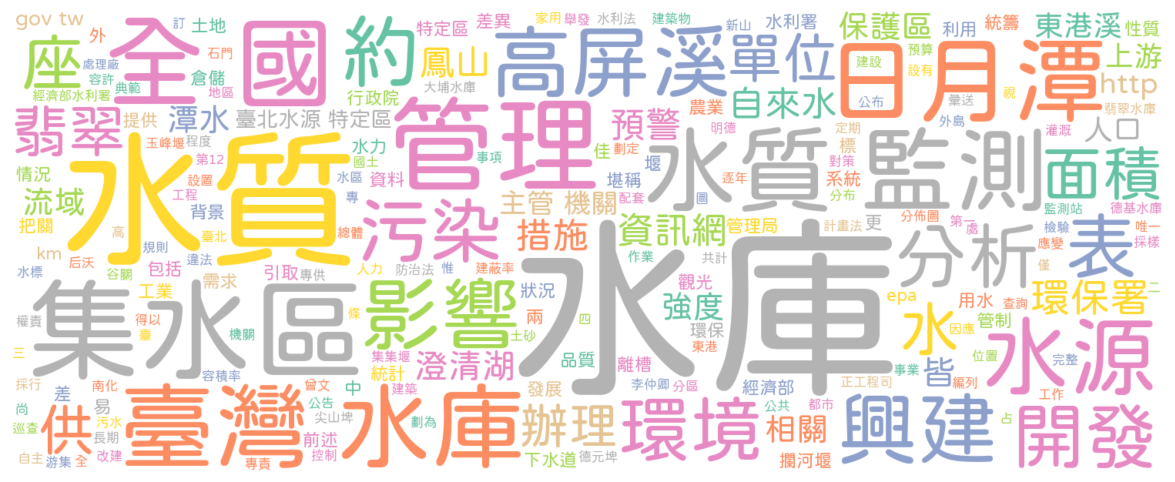 gov tw
外
訂
土地
特定區
差異
家用
舉發
水利法
建築物
新山
水利署
保護區
利用
統籌
東港溪
性質
座
全國
約
鳳山
高屏溪
單位
日月潭
上游
處理廠
石門
倉儲
容許
典範
地區
經濟部水利署
行政院
大埔水庫
農業
自來水
建設
預算
設有
公布
彙送
視
http
翡翠水庫
翡翠
提供
潭水
臺北水源 特定區
管理
預警
明德
定期
外島
灌溉
人口
玉峰堰
程度
水力
國土
事項
佳
劃定
堰
標
對策
水質
監測
面積
情況
第12
設置
水區
資料
專
堪稱
配套
逐年
系統
圖
分布
監測站
德基水庫
流域
工程
水質
背景
污染
主管 機關
措施
資訊網
管理局
計畫法
更
分佈圖
第一
處
檢驗
唯一
把關
高
臺北
總體
規則
違法
作業
共計
分析
表
應變
採樣
km
水標
后沃
谷關
包括
引取
專供
人力
防治法
惟
建蔽率
水庫
觀光
環保
東港
強度
epa
用水
查詢
僅
環保署
二
集水區
工業
需求
影響
狀況
兩
四
土砂
水
因應
管制
位置
水源
完整
權責
得以
臺
機關
條
集集堰
統計
澄清湖
品質
離槽
李仲卿
分區
經濟部
事業
皆
編列
三
容積率
採行
差
南化
曾文
中
建築
發展
正工程司
工作
尚
供
易
臺灣水庫
公告
尖山埤
劃為
辦理
環境
公共
都市
相關
興建
占
開發
巡查
污水
長期
前述
控制
自主
游集
全
改建
專責
下水道
德元埤
攔河堰